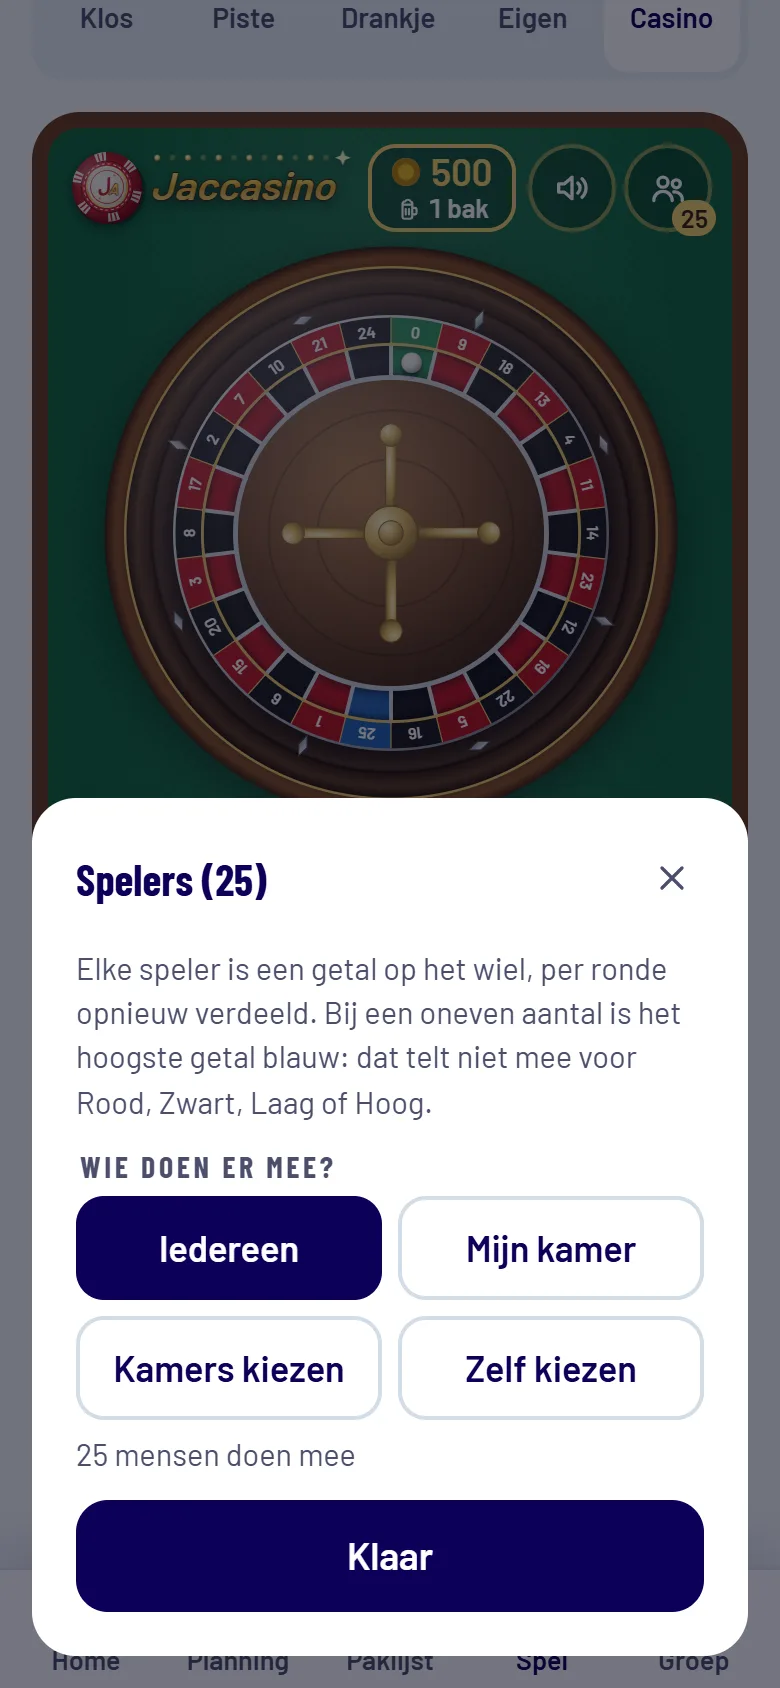 Klos Piste Drankje Eigen Casino
JA
Jaccasino
500
1 bak
25
0
9
18
13
4
11
14
23
12
19
22
5
16
25
1
6
15
20
3
8
17
2
7
10
21
24
Spelers (25)
Elke speler is een getal op het wiel, per ronde
opnieuw verdeeld. Bij een oneven aantal is het
hoogste getal blauw: dat telt niet mee voor
Rood, Zwart, Laag of Hoog.
WIE DOEN ER MEE?
Iedereen Mijn kamer
Kamers kiezen Zelf kiezen
25 mensen doen mee
Klaar
Home Planning Paklijst Spel Groep